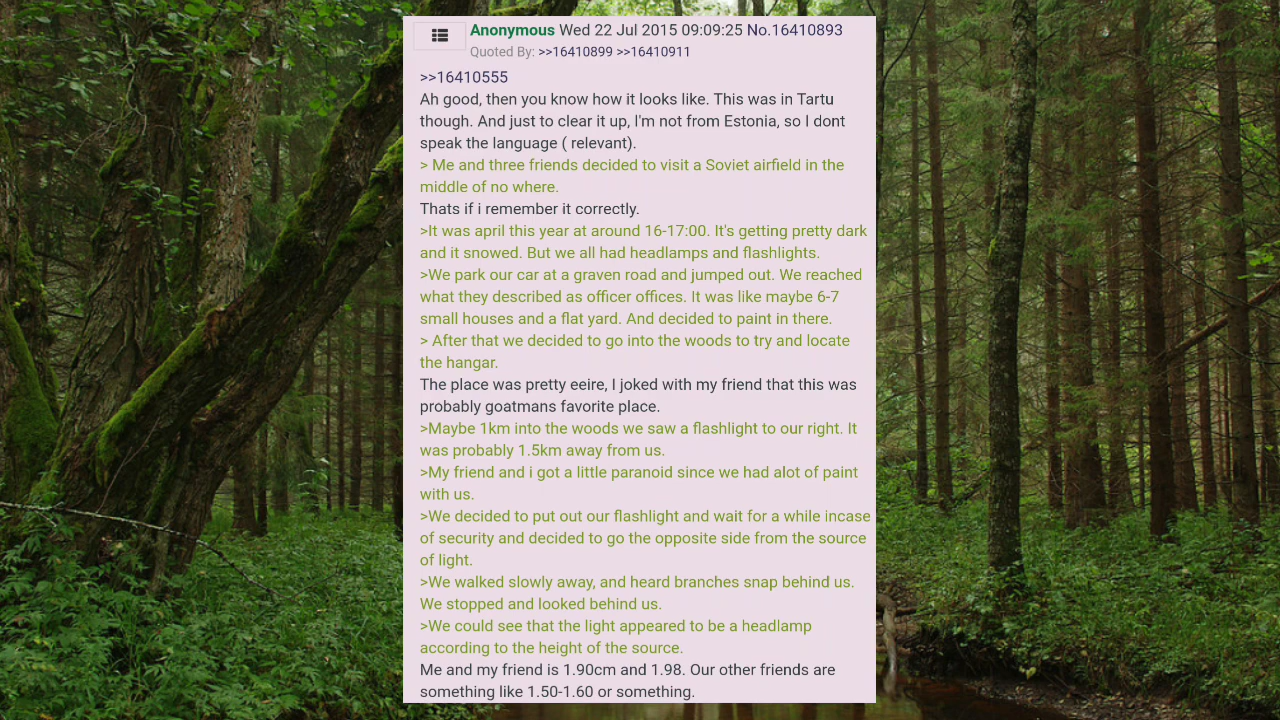 Anonymous Wed 22 Jul 2015 09:09:25 No.16410893
Quoted By: >>16410899 >>16410911
>>16410555
Ah good, then you know how it looks like. This was in Tartu
though. And just to clear it up, I'm not from Estonia, so I dont
speak the language ( relevant).
> Me and three friends decided to visit a Soviet airfield in the
middle of no where.
Thats if i remember it correctly.
>It was april this year at around 16-17:00. It's getting pretty dark
and it snowed. But we all had headlamps and flashlights.
>We park our car at a graven road and jumped out. We reached
what they described as officer offices. It was like maybe 6-7
small houses and a flat yard. And decided to paint in there.
> After that we decided to go into the woods to try and locate
the hangar.
The place was pretty eeire, I joked with my friend that this was
probably goatmans favorite place.
>Maybe 1km into the woods we saw a flashlight to our right. It
was probably 1.5km away from us.
>My friend and i got a little paranoid since we had alot of paint
with us.
>We decided to put out our flashlight and wait for a while incase
of security and decided to go the opposite side from the source
of light.
>We walked slowly away, and heard branches snap behind us.
We stopped and looked behind us.
>We could see that the light appeared to be a headlamp
according to the height of the source.
Me and my friend is 1.90cm and 1.98. Our other friends are
something like 1.50-1.60 or something.